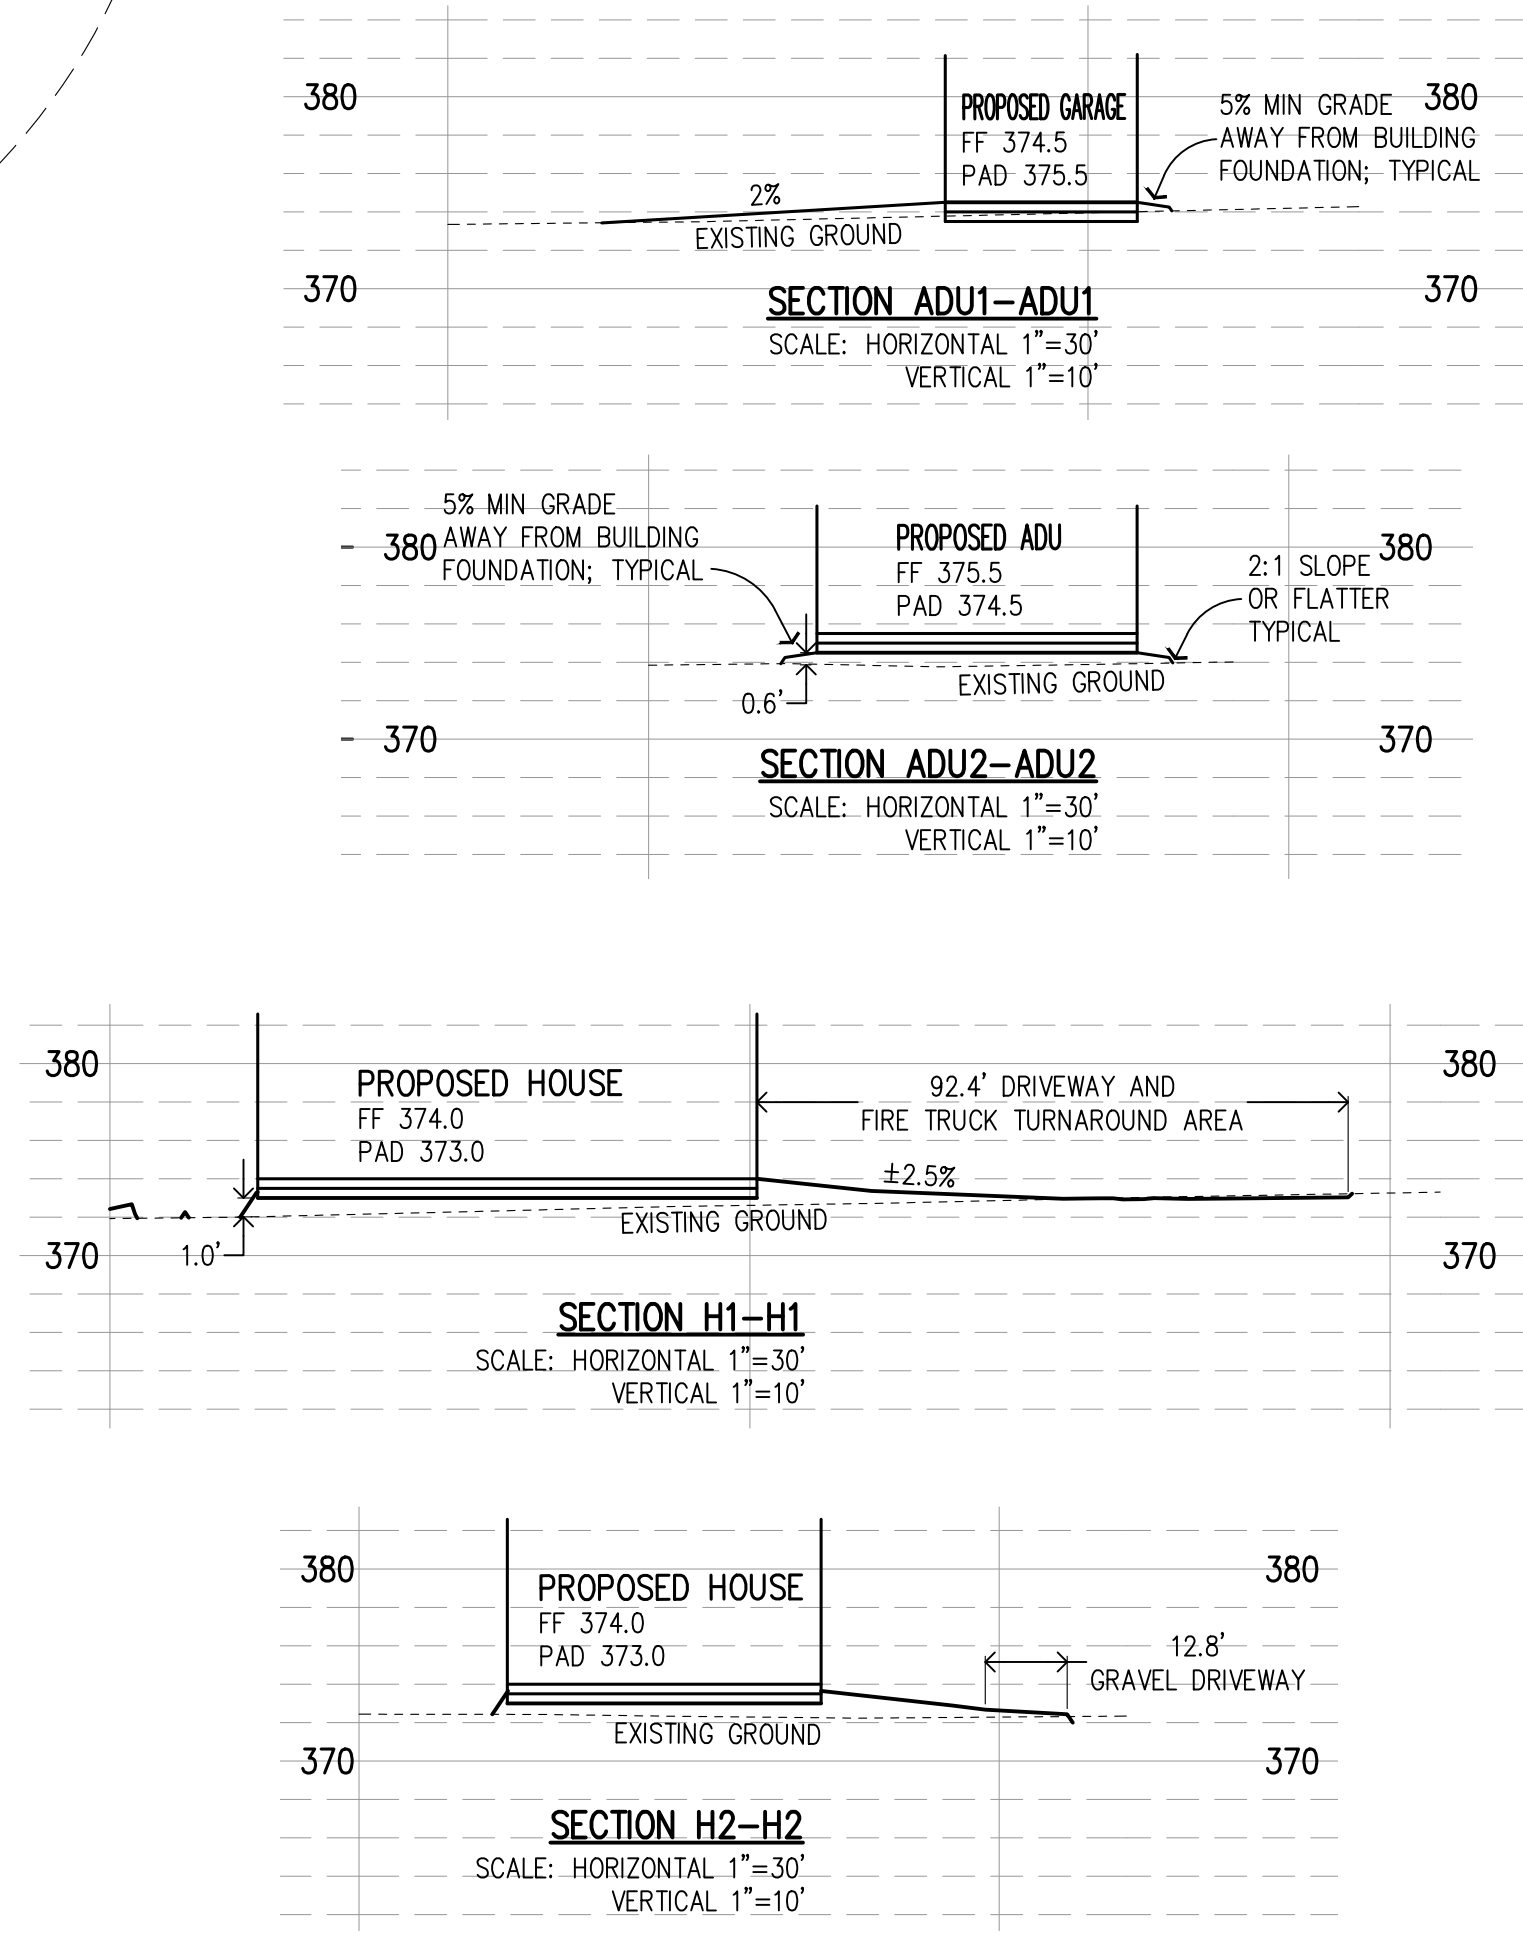 380
PROPOSED GARAGE
FF 374.5
PAD 375.5
5% MIN GRADE
AWAY FROM BUILDING
FOUNDATION; TYPICAL
380
2%
EXISTING GROUND
370
370
SECTION ADU1-ADU1
SCALE: HORIZONTAL 1"=30'
VERTICAL 1"=10'
5% MIN GRADE
AWAY FROM BUILDING
FOUNDATION; TYPICAL
380
PROPOSED ADU
FF 375.5
PAD 374.5
380
2:1 SLOPE
OR FLATTER
TYPICAL
0.6'
EXISTING GROUND
370
370
SECTION ADU2-ADU2
SCALE: HORIZONTAL 1"=30'
VERTICAL 1"=10'
380
PROPOSED HOUSE
FF 374.0
PAD 373.0
92.4' DRIVEWAY AND
FIRE TRUCK TURNAROUND AREA
380
±2.5%
EXISTING GROUND
1.0'
370
370
SECTION H1-H1
SCALE: HORIZONTAL 1"=30'
VERTICAL 1"=10'
380
PROPOSED HOUSE
FF 374.0
PAD 373.0
380
12.8'
GRAVEL DRIVEWAY
EXISTING GROUND
370
370
SECTION H2-H2
SCALE: HORIZONTAL 1"=30'
VERTICAL 1"=10'